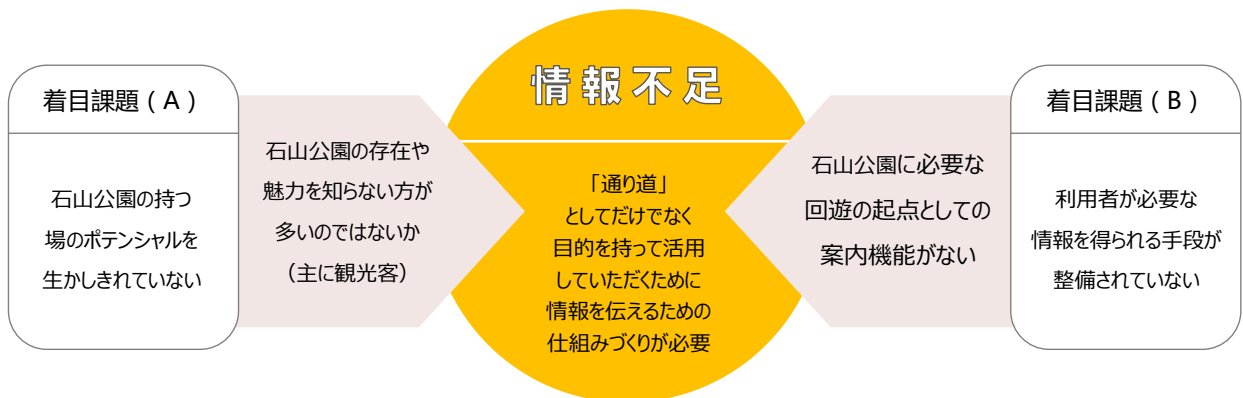 着目課題（A）
石山公園の持つ
場のポテンシャルを
生かしきれていない
石山公園の存在や
魅力を知らない方が
多いのではないか
（主に観光客）
情報不足
「通り道」
としてだけでなく
目的を持って活用
していただくために
情報を伝えるための
仕組みづくりが必要
石山公園に必要な
回遊の起点としての
案内機能がない
着目課題（B）
利用者が必要な
情報を得られる手段が
整備されていない